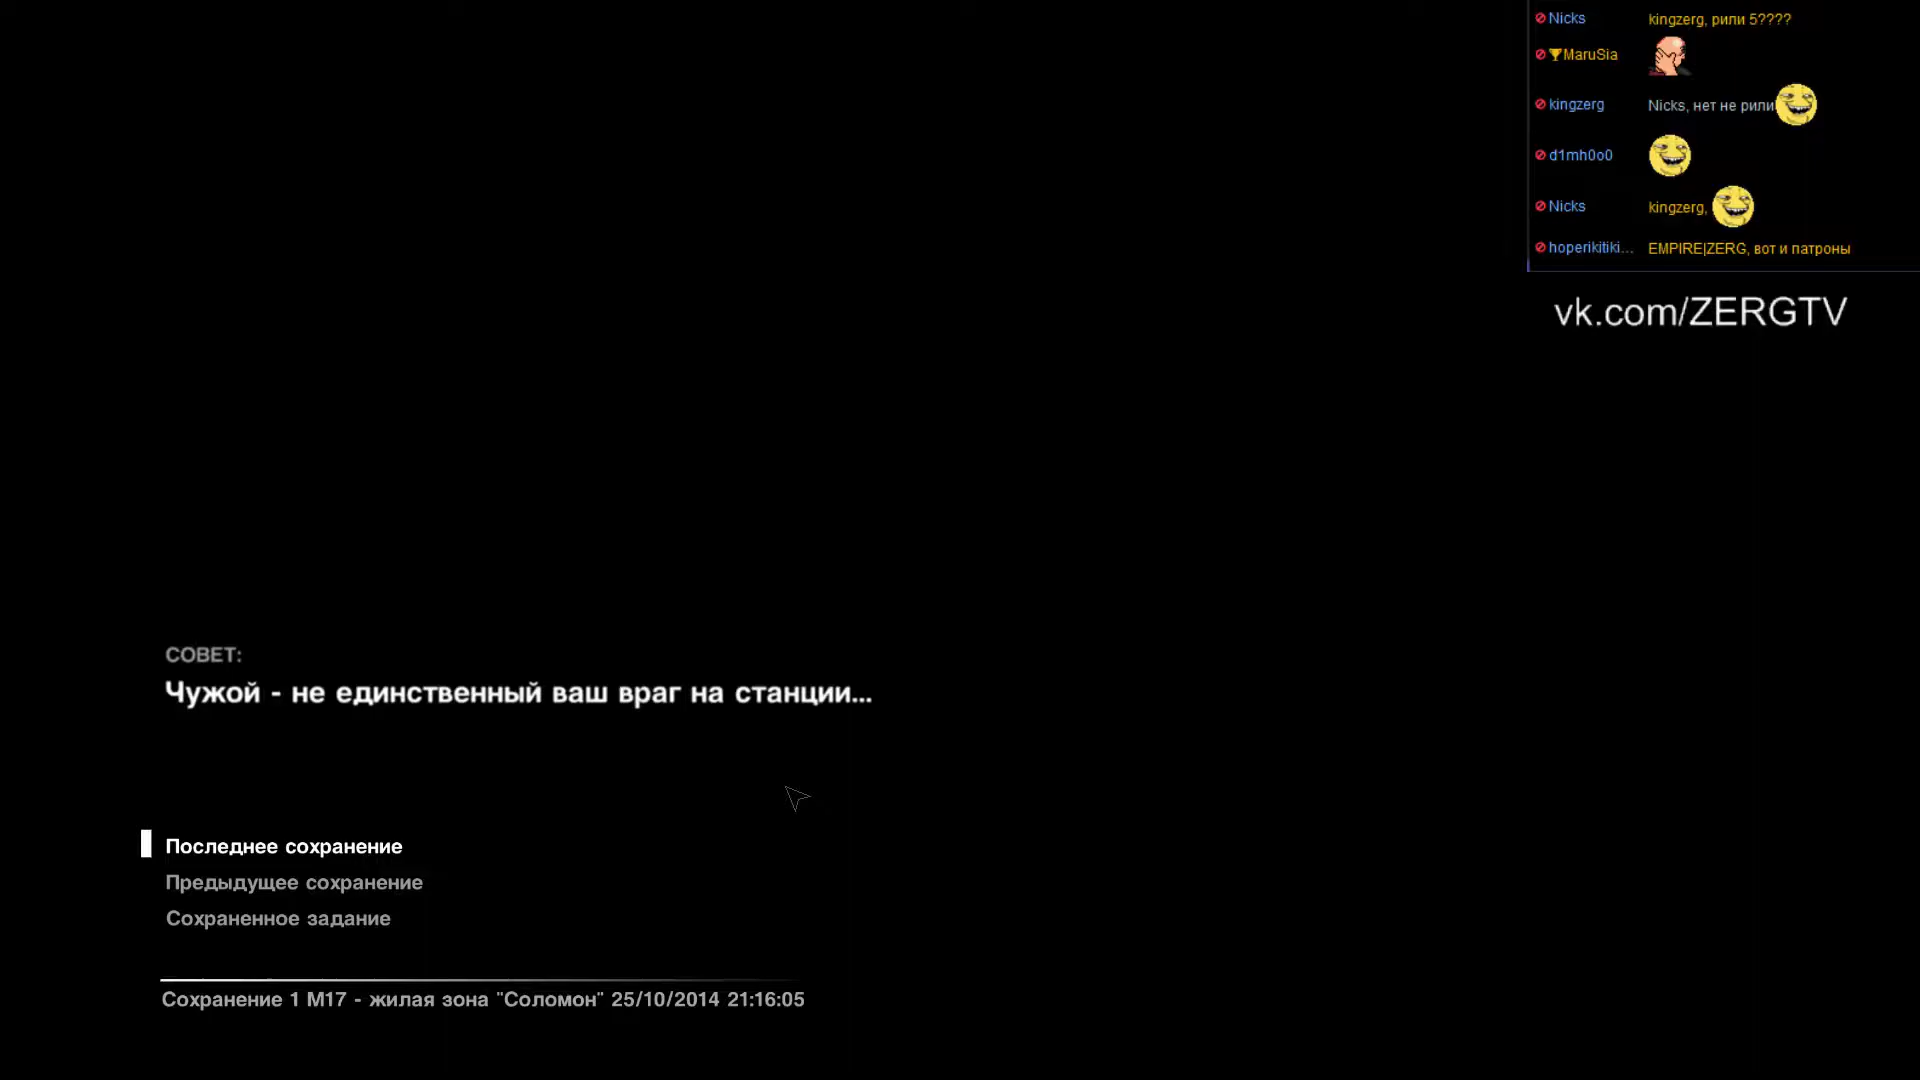 Nicks kingzerg, рили 5????
MaruSia
kingzerg Nicks, нет не рили
d1mh0o0
Nicks kingzerg,
hoperikitiki... EMPIRE|ZERG, вот и патроны
vk.com/ZERGTV
СОВЕТ:
Чужой - не единственный ваш враг на станции...
Последнее сохранение
Предыдущее сохранение
Сохраненное задание
Сохранение 1 М17 - жилая зона "Соломон" 25/10/2014 21:16:05